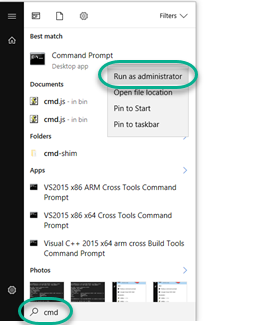 Filters
Best match
Command Prompt
Desktop app
Run as administrator
Open file location
Pin to Start
Pin to taskbar
Documents
cmd.js - in bin
cmd.js - in bin
Folders
cmd-shim
Apps
VS2015 x86 ARM Cross Tools Command
Prompt
VS2015 x86 x64 Cross Tools Command
Prompt
Visual C++ 2015 x64 arm cross Build Tools
Command Prompt
Photos
cmd